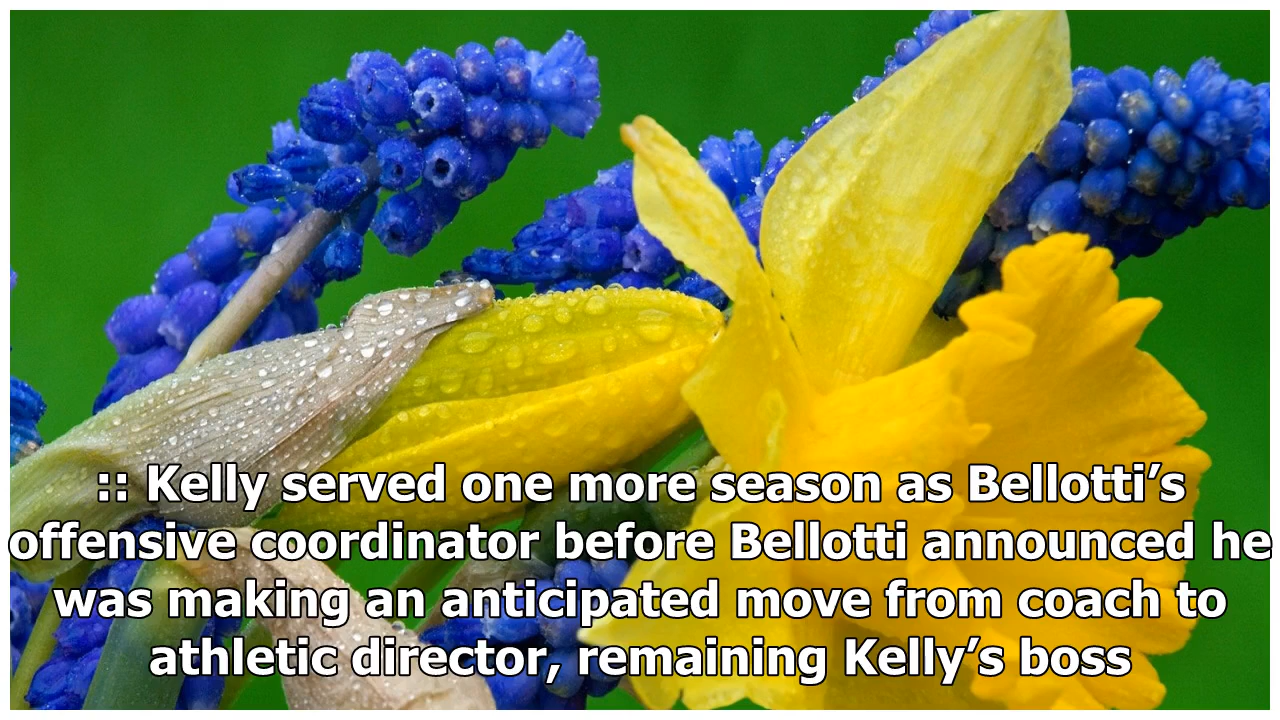 :: Kelly served one more season as Bellotti’s
offensive coordinator before Bellotti announced he
was making an anticipated move from coach to
athletic director, remaining Kelly’s boss